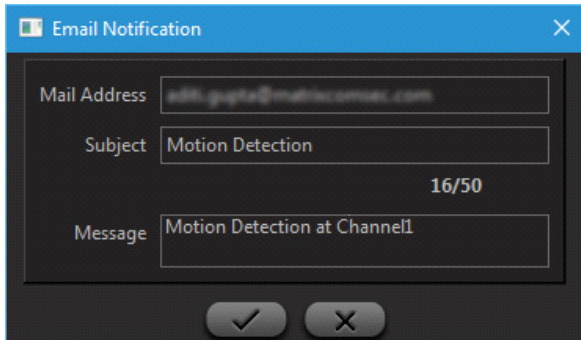 Email Notification
Mail Address
Subject Motion Detection
16/50
Message Motion Detection at Channel1